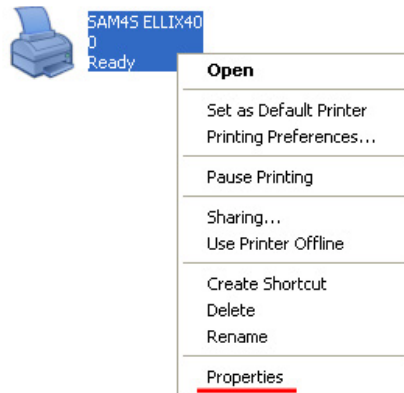 SAM4S ELLIX40
0
Ready
Open
Set as Default Printer
Printing Preferences...
Pause Printing
Sharing...
Use Printer Offline
Create Shortcut
Delete
Rename
Properties